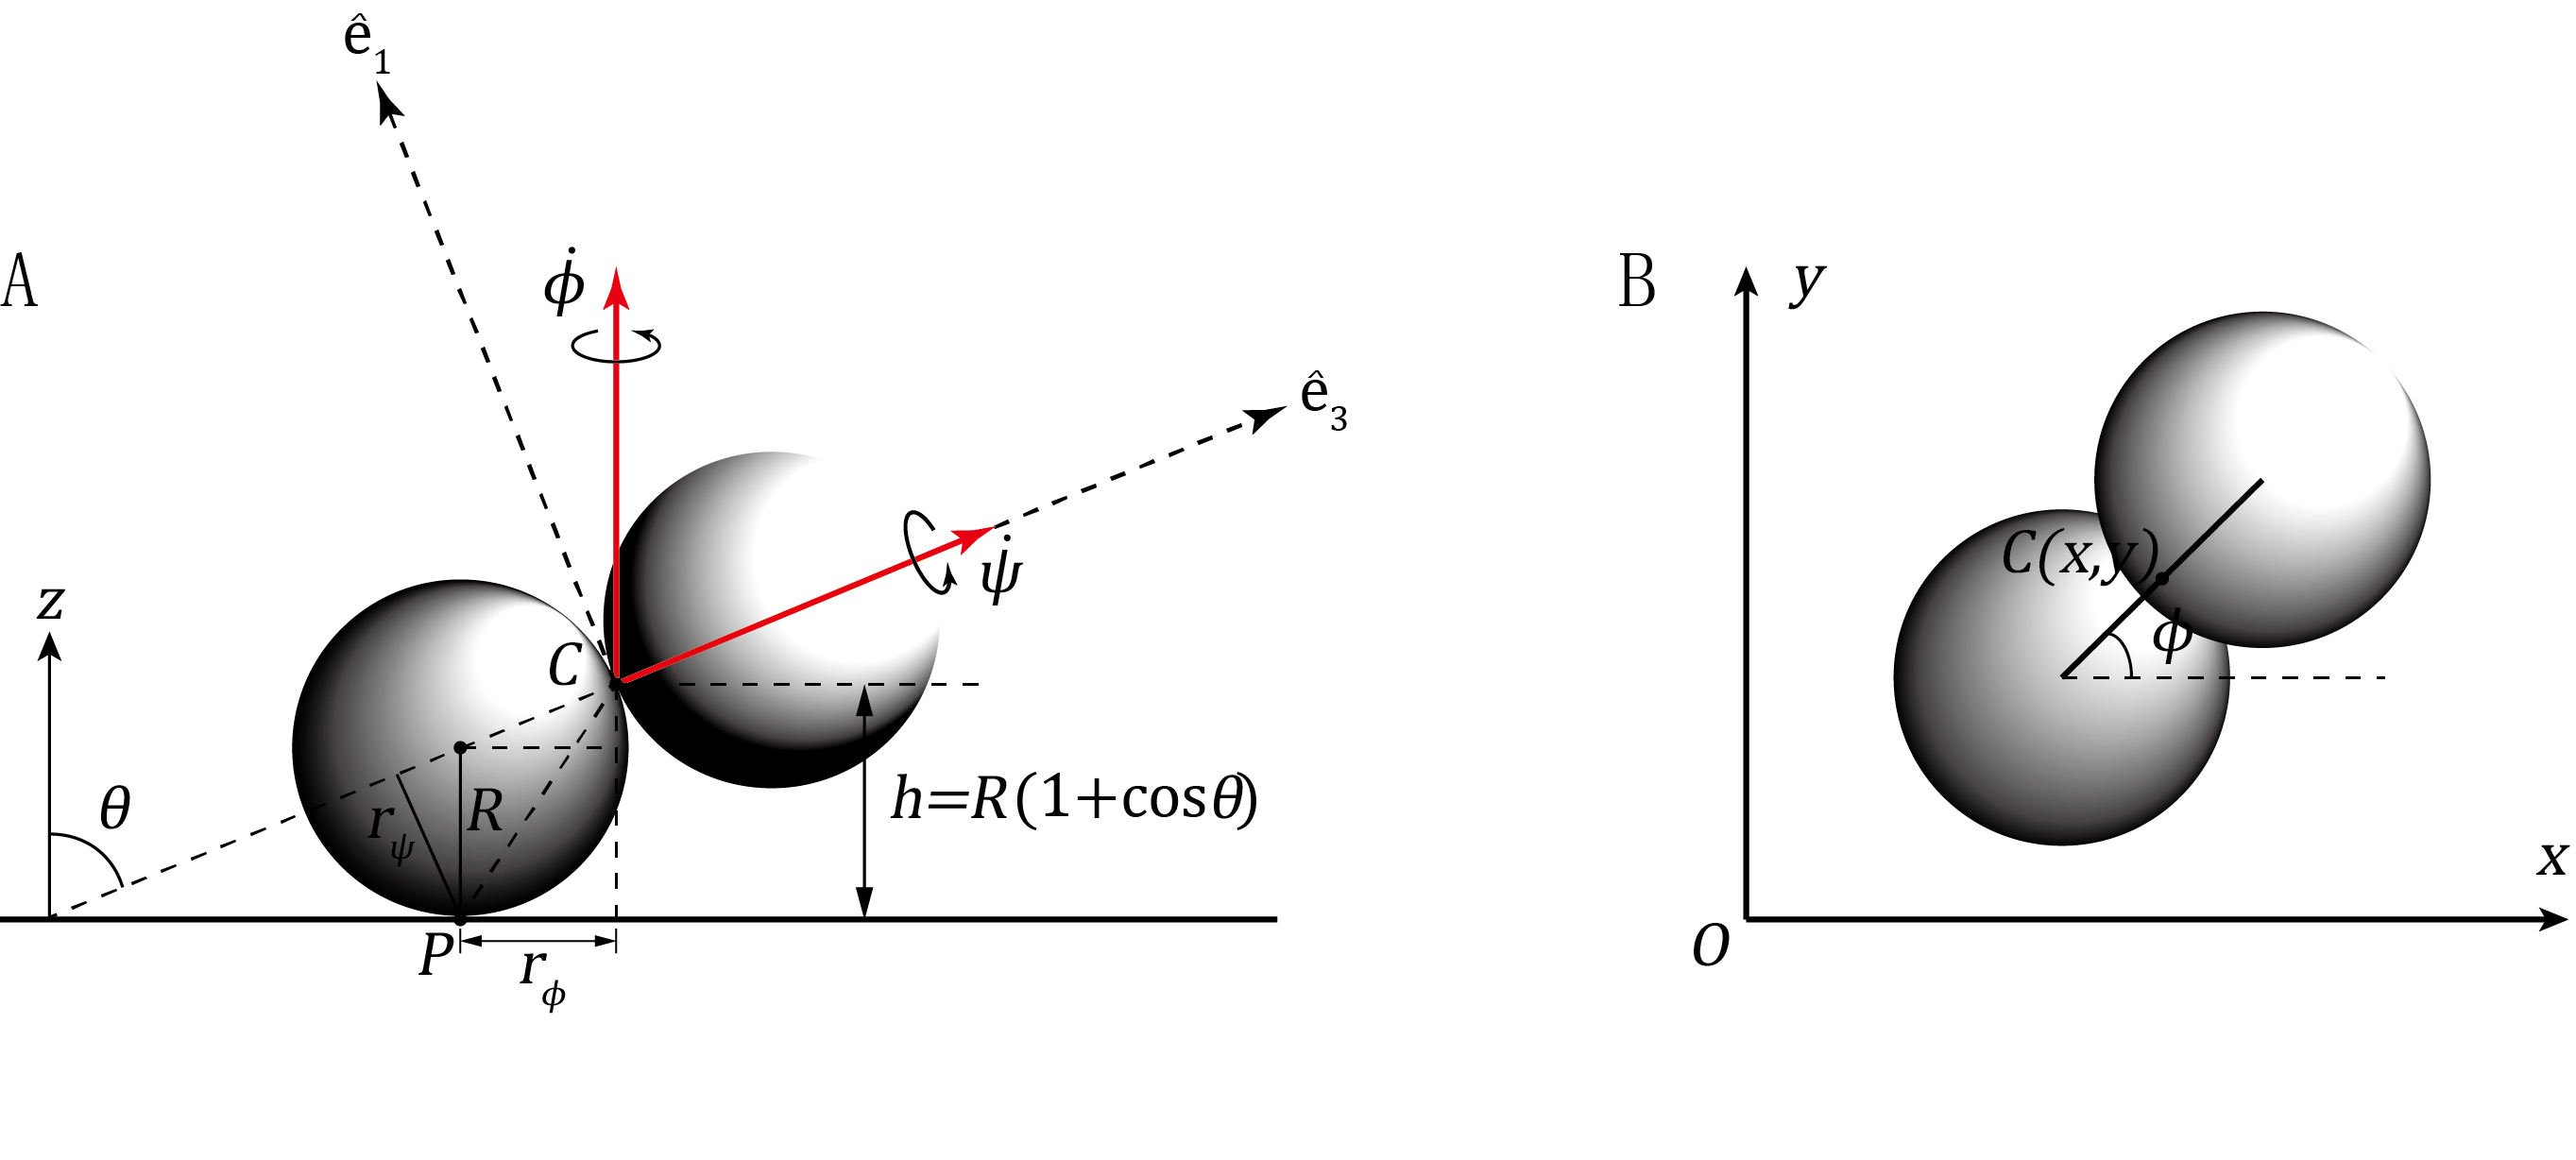 A
ê₁
ϕ̇
ê₃
ψ̇
z
θ
C
R
r_ψ
h=R(1+cosθ)
P
r_ϕ
B
y
C(x,y)
ϕ
x
O